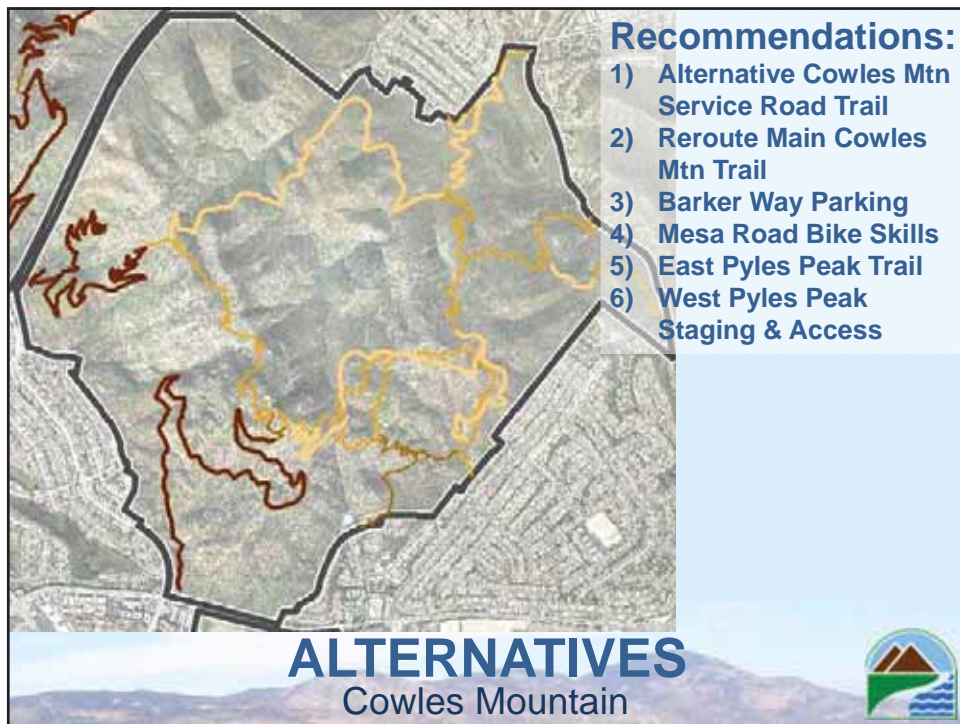 Recommendations:
1) Alternative Cowles Mtn
Service Road Trail
2) Reroute Main Cowles
Mtn Trail
3) Barker Way Parking
4) Mesa Road Bike Skills
5) East Pyles Peak Trail
6) West Pyles Peak
Staging & Access
ALTERNATIVES
Cowles Mountain